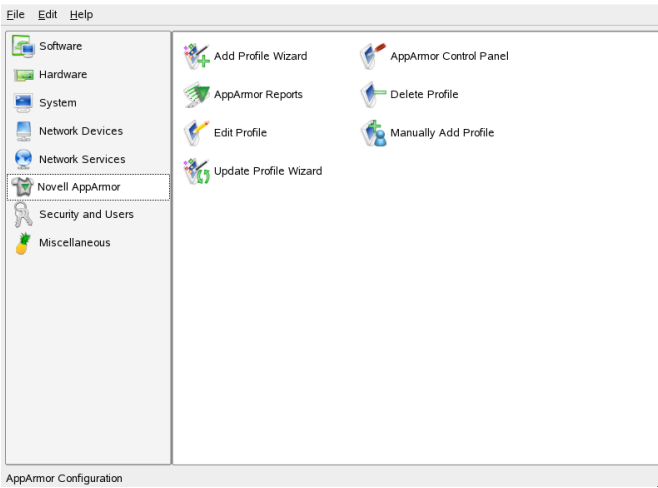 File Edit Help
Software
Hardware
System
Network Devices
Network Services
Novell AppArmor
Security and Users
Miscellaneous
Add Profile Wizard
AppArmor Control Panel
AppArmor Reports
Delete Profile
Edit Profile
Manually Add Profile
Update Profile Wizard
AppArmor Configuration